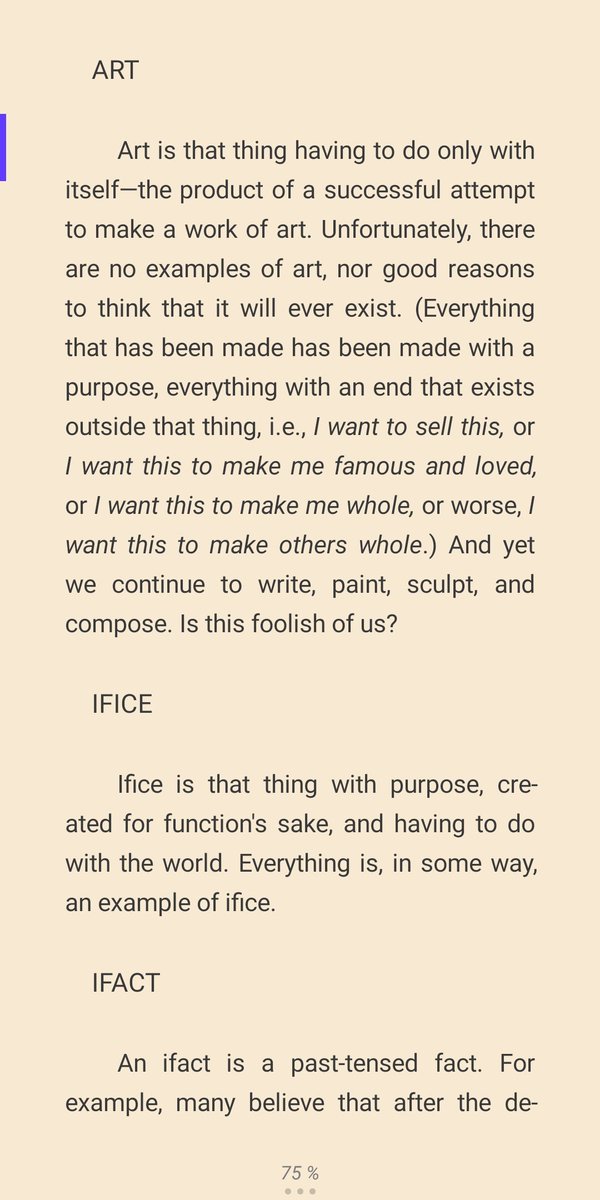 ART
Art is that thing having to do only with
itself—the product of a successful attempt
to make a work of art. Unfortunately, there
are no examples of art, nor good reasons
to think that it will ever exist. (Everything
that has been made has been made with a
purpose, everything with an end that exists
outside that thing, i.e., I want to sell this, or
I want this to make me famous and loved,
or I want this to make me whole, or worse, I
want this to make others whole.) And yet
we continue to write, paint, sculpt, and
compose. Is this foolish of us?
IFICE
Ifice is that thing with purpose, cre-
ated for function's sake, and having to do
with the world. Everything is, in some way,
an example of ifice.
IFACT
An ifact is a past-tensed fact. For
example, many believe that after the de-
75 %